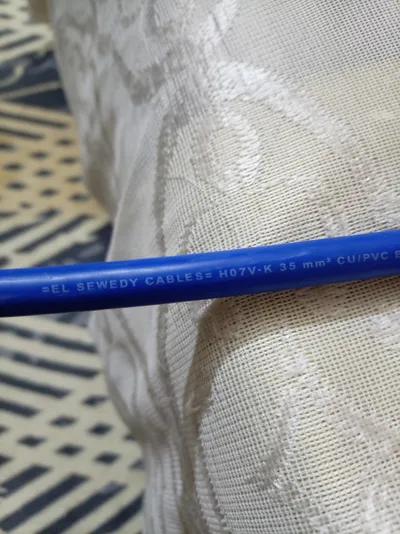 =EL SEWEDY CABLES= H07V-K 35 mm² CU/PVC